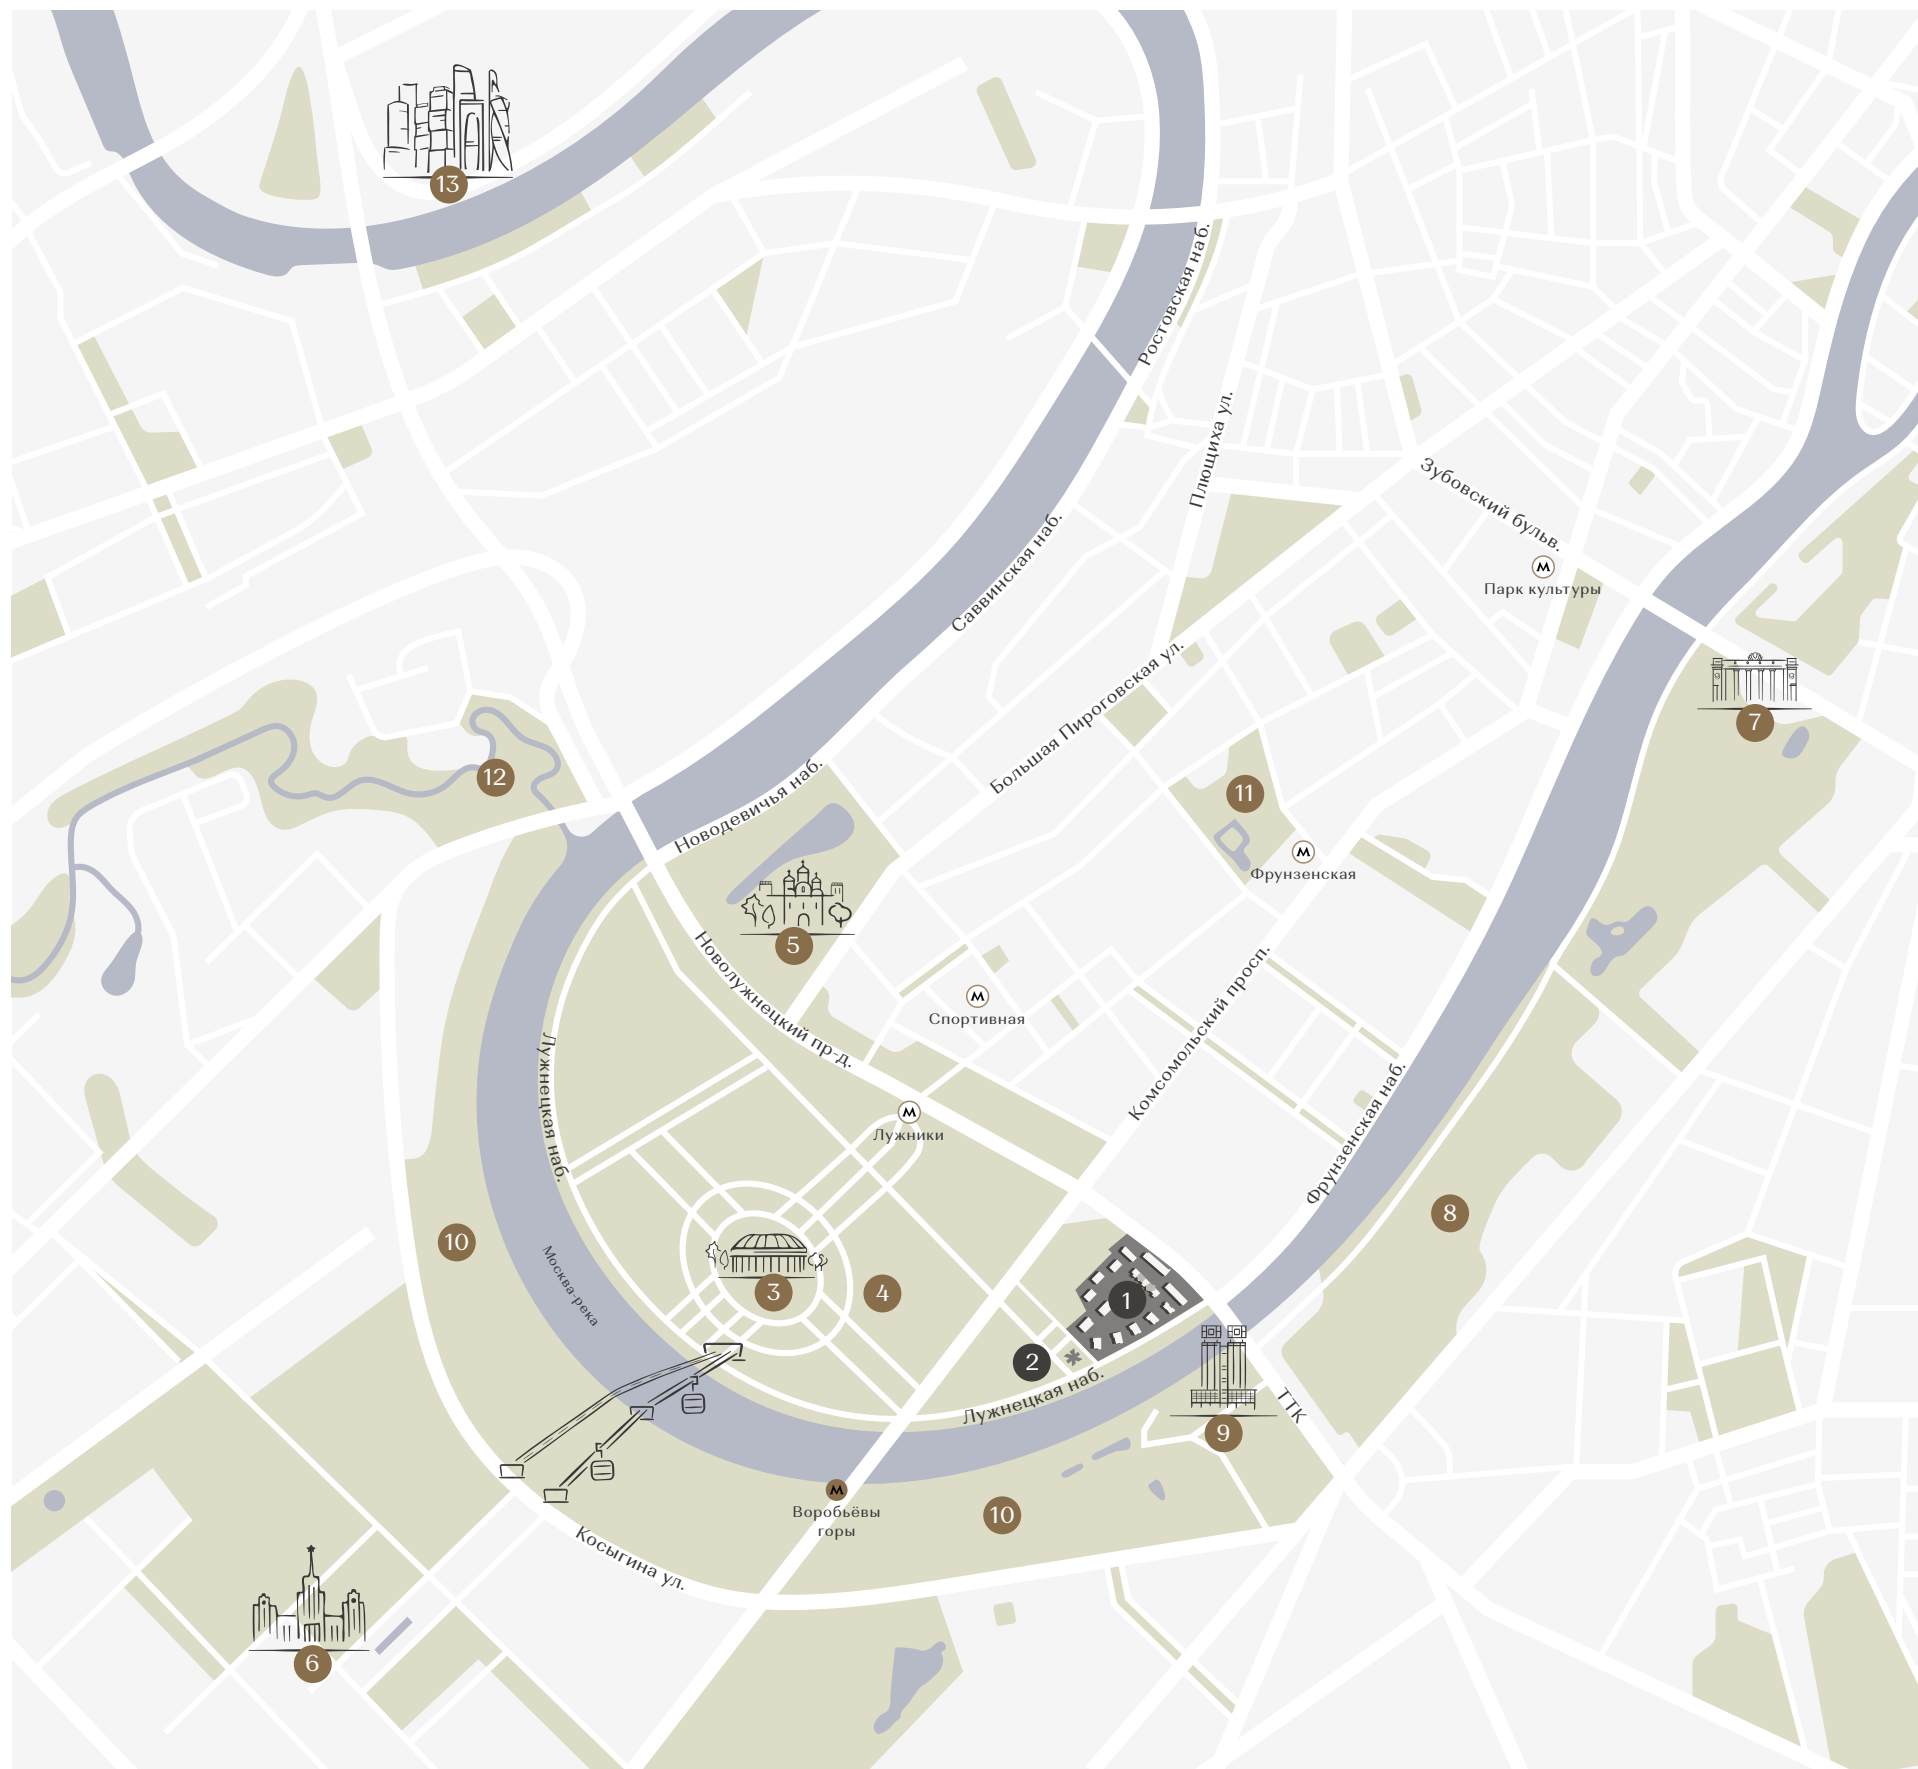 13
Ростовская наб.
Плющиха ул.
Зубовский бульв.
М
Парк культуры
Саввинская наб.
Большая Пироговская ул.
7
12
Новодевичья наб.
11
М
Фрунзенская
5
Новолужнецкий пр-д.
М
Спортивная
Комсомольский просп.
Лужнецкая наб.
М
Лужники
Фрунзенская наб.
8
10
Москва-река
3
4
1
2
Лужнецкая наб.
ТТК
9
М
Воробьёвы
горы
10
Косыгина ул.
6